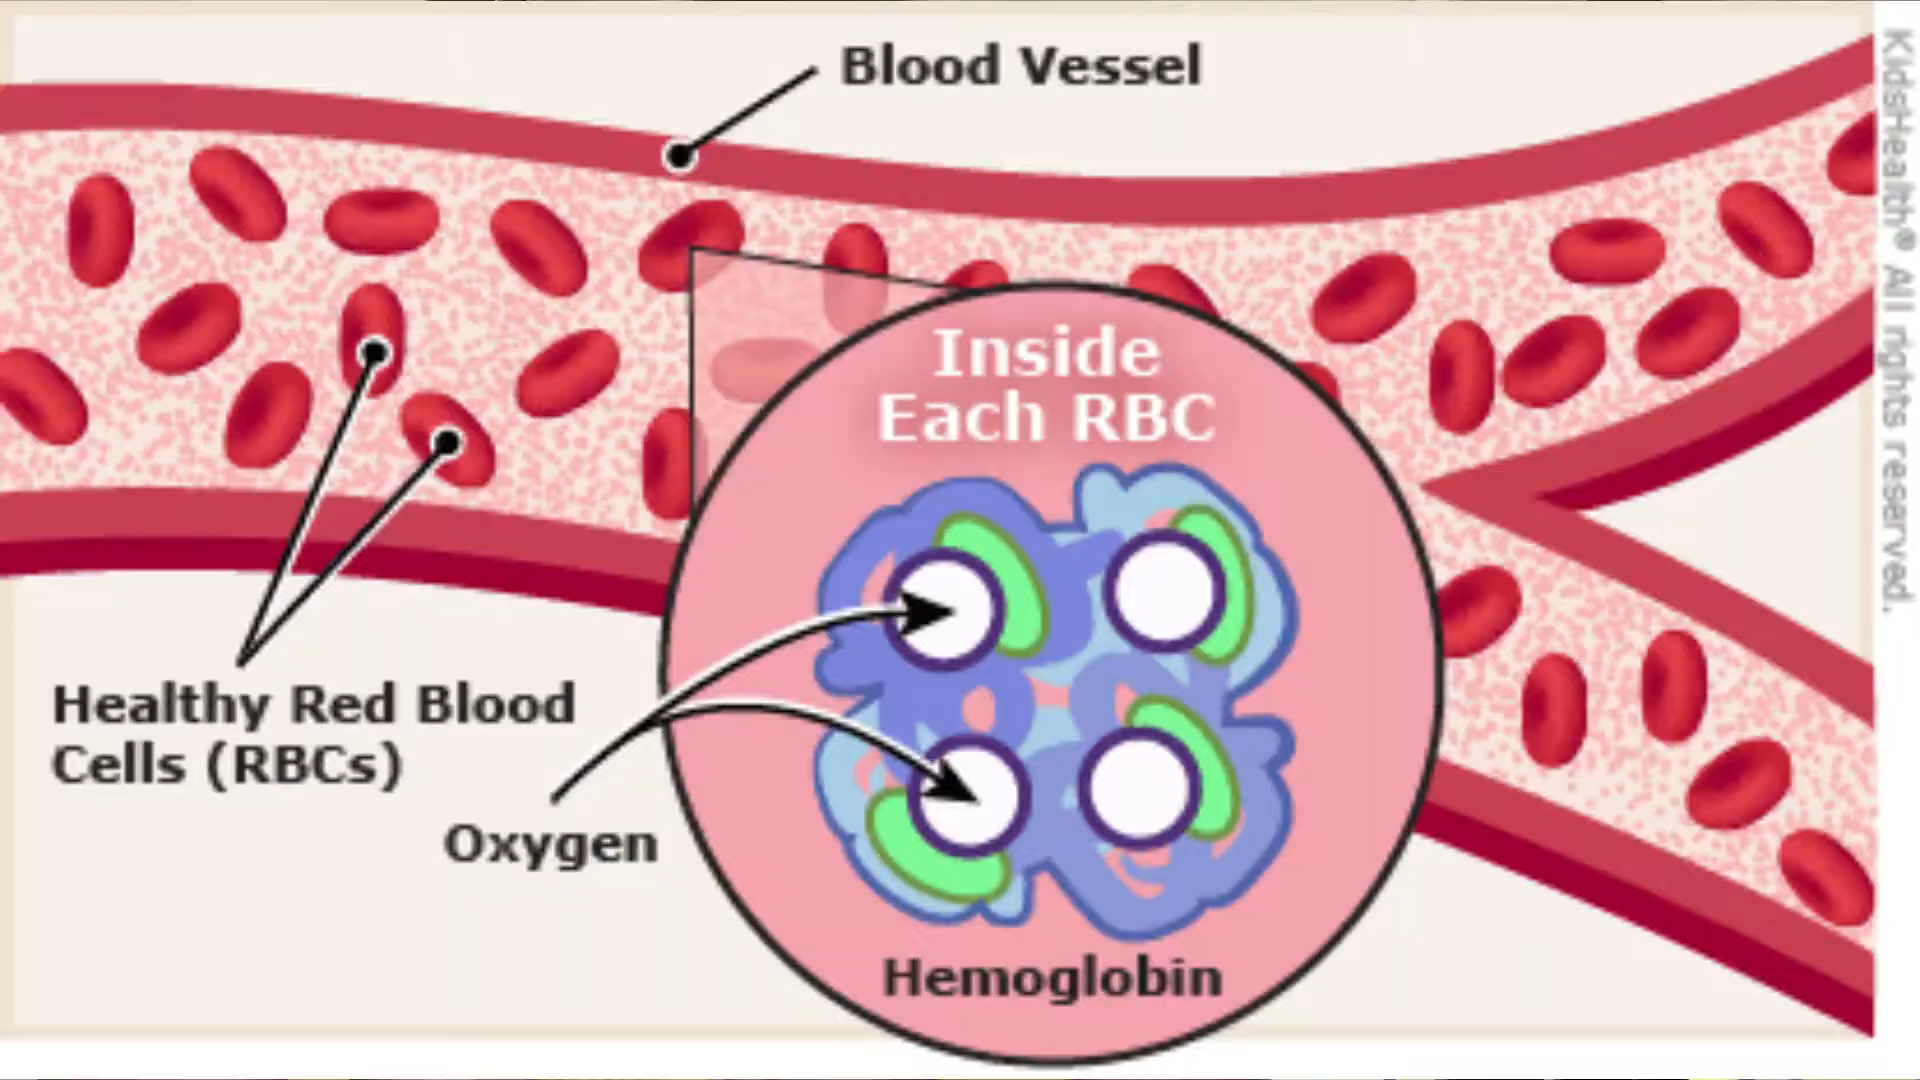 Blood Vessel
Inside
Each RBC
Healthy Red Blood
Cells (RBCs)
Oxygen
Hemoglobin
KidsHealth® All rights reserved.